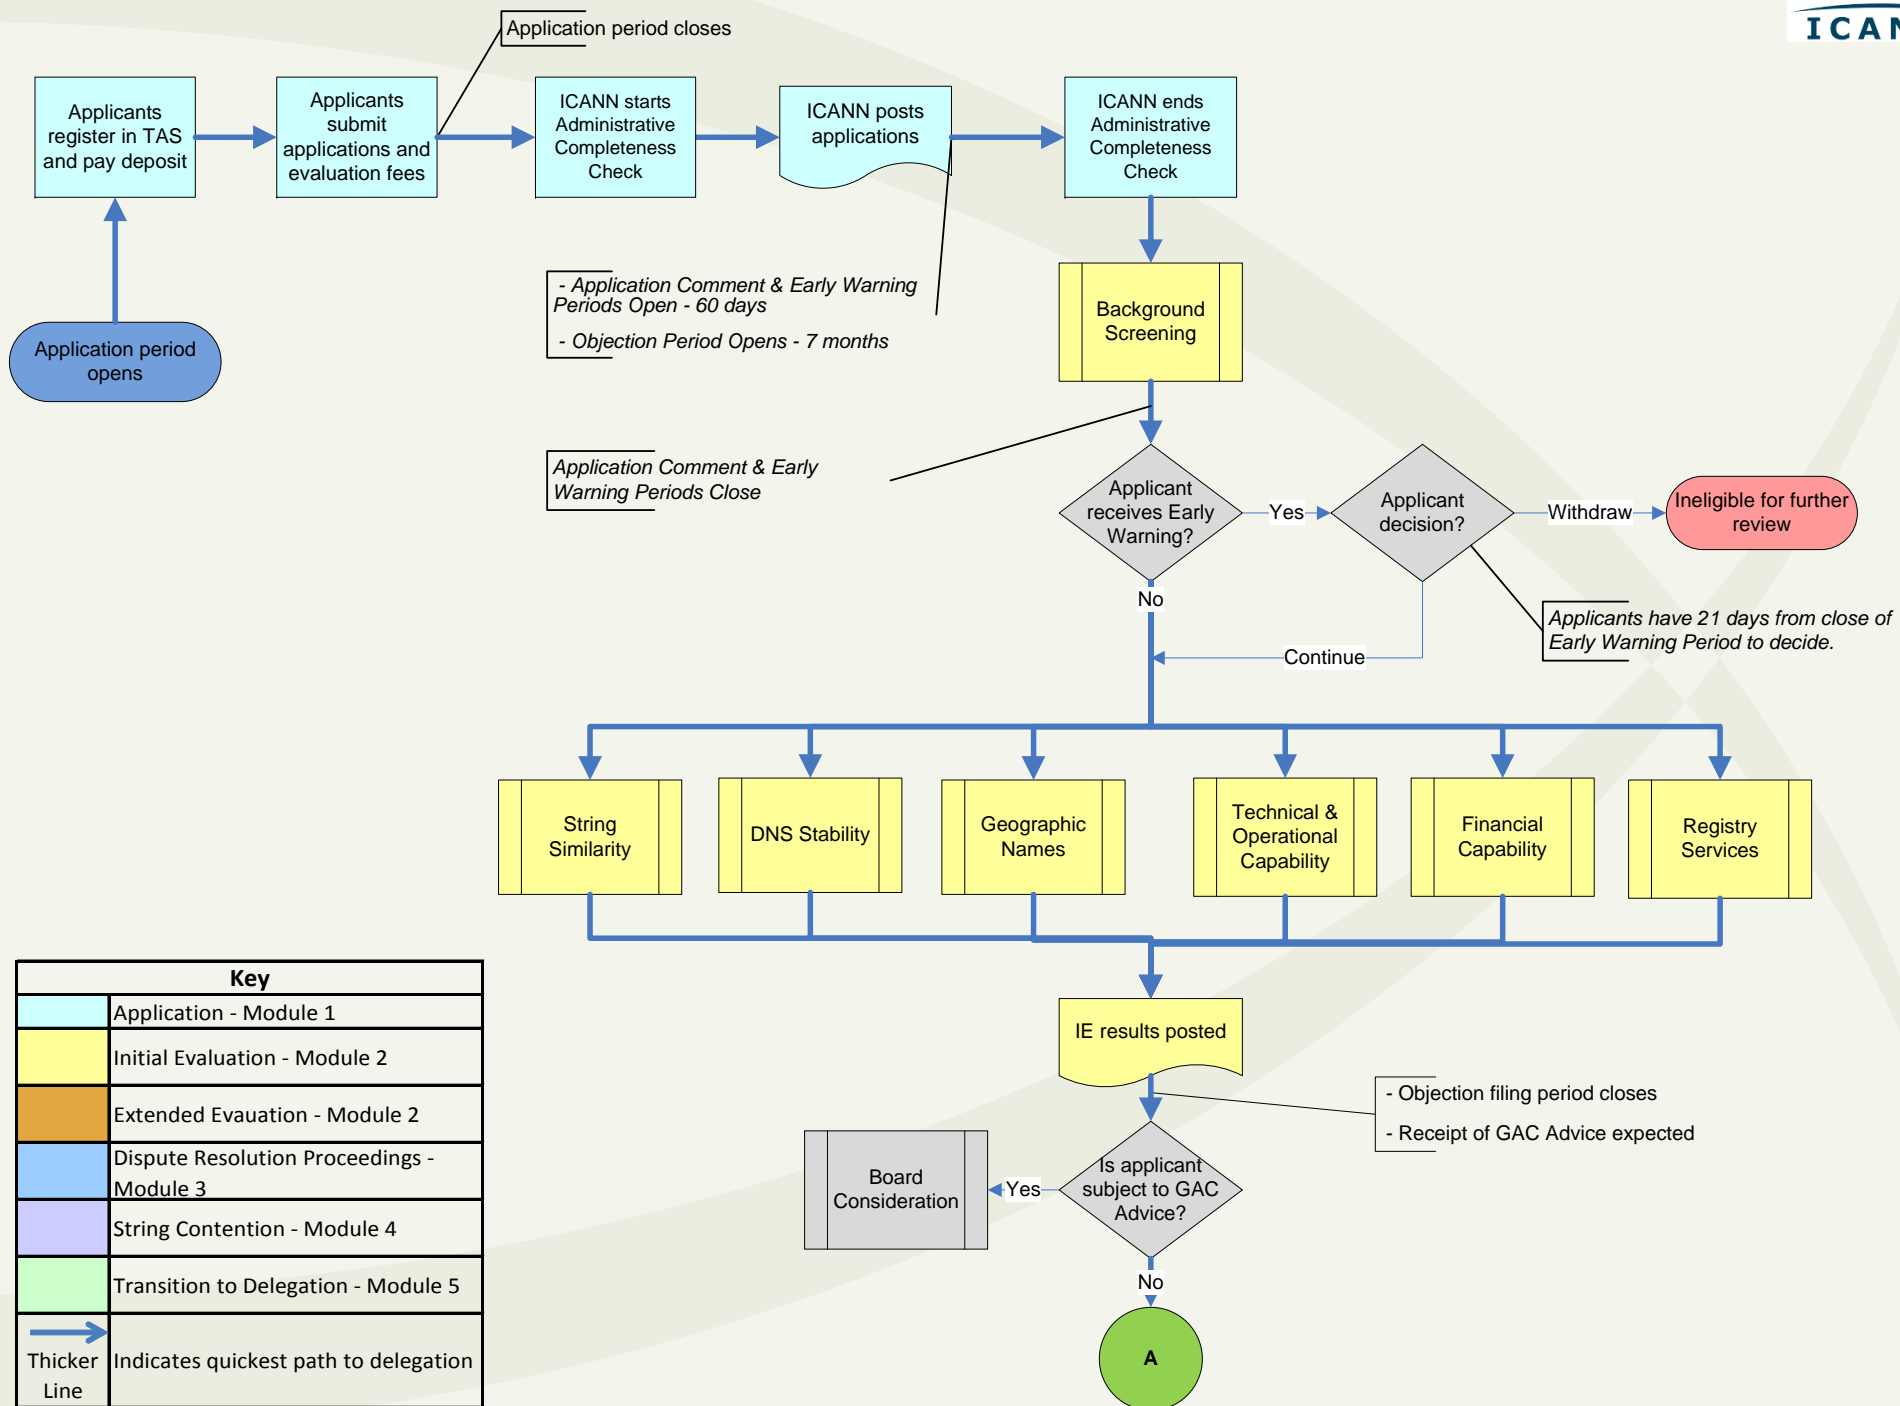 Application period closes
ICAN
Applicants
register in TAS
and pay deposit
Applicants
submit
applications and
evaluation fees
ICANN starts
Administrative
Completeness
Check
ICANN posts
applications
ICANN ends
Administrative
Completeness
Check
- Application Comment & Early Warning
Periods Open - 60 days
- Objection Period Opens - 7 months
Background
Screening
Application period
opens
Application Comment & Early
Warning Periods Close
Applicant
receives Early
Warning?
Yes
Applicant
decision?
Withdraw
Ineligible for further
review
No
Applicants have 21 days from close of
Early Warning Period to decide.
Continue
String
Similarity
DNS Stability
Geographic
Names
Technical &
Operational
Capability
Financial
Capability
Registry
Services
IE results posted
- Objection filing period closes
- Receipt of GAC Advice expected
Board
Consideration
Yes
Is applicant
subject to GAC
Advice?
No
A
Key
Application - Module 1
Initial Evaluation - Module 2
Extended Evauation - Module 2
Dispute Resolution Proceedings -
Module 3
String Contention - Module 4
Transition to Delegation - Module 5
Thicker
Line
Indicates quickest path to delegation